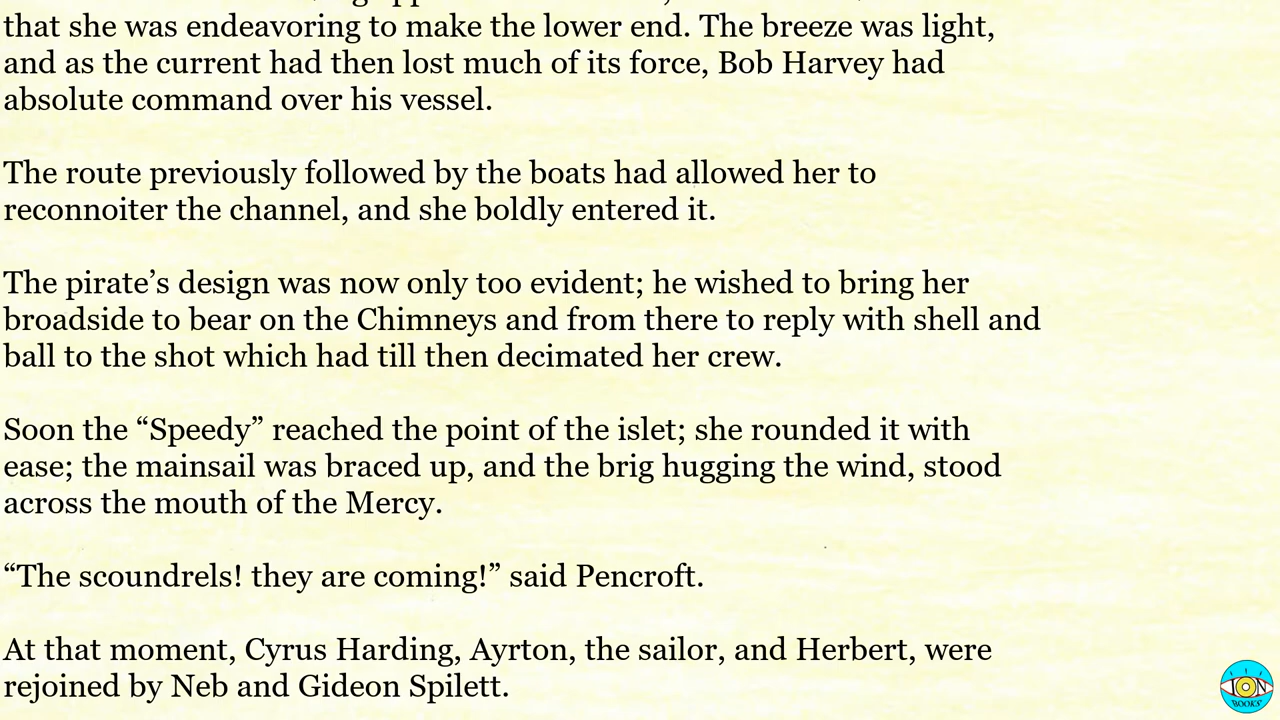 that she was endeavoring to make the lower end. The breeze was light,
and as the current had then lost much of its force, Bob Harvey had
absolute command over his vessel.
The route previously followed by the boats had allowed her to
reconnoiter the channel, and she boldly entered it.
The pirate’s design was now only too evident; he wished to bring her
broadside to bear on the Chimneys and from there to reply with shell and
ball to the shot which had till then decimated her crew.
Soon the “Speedy” reached the point of the islet; she rounded it with
ease; the mainsail was braced up, and the brig hugging the wind, stood
across the mouth of the Mercy.
“The scoundrels! they are coming!” said Pencroft.
At that moment, Cyrus Harding, Ayrton, the sailor, and Herbert, were
rejoined by Neb and Gideon Spilett.
ION
BOOKS